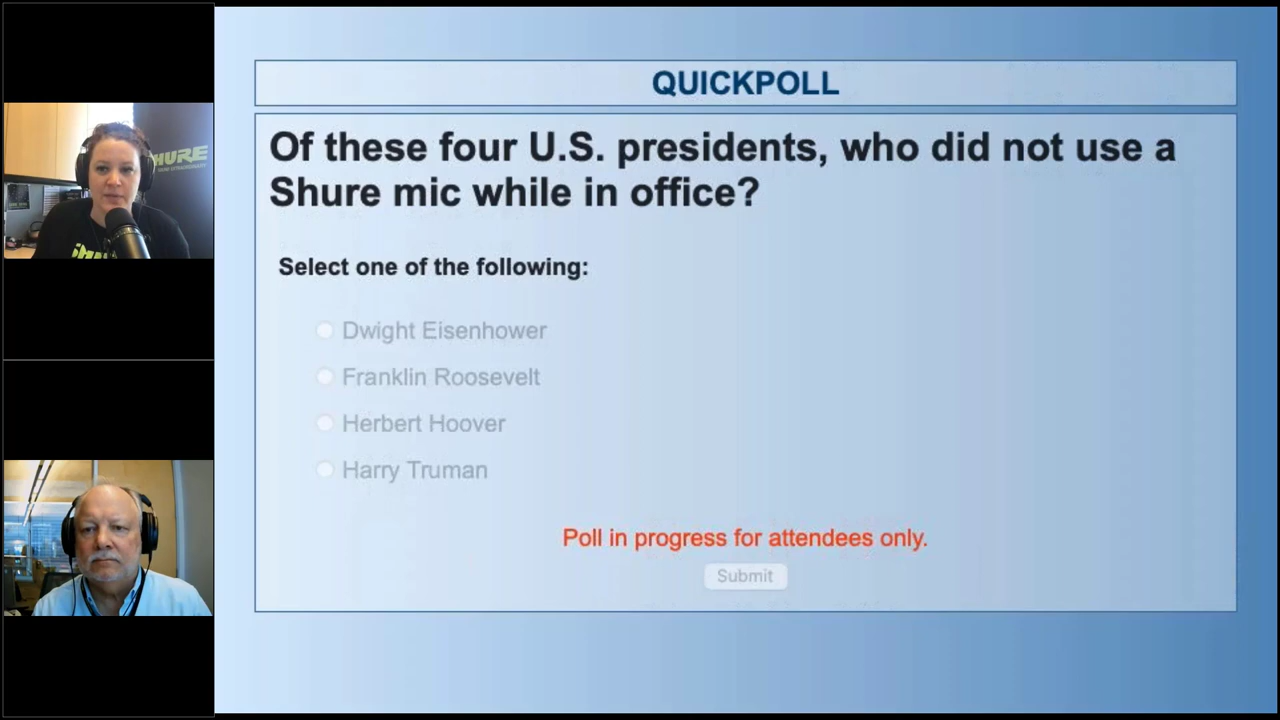 QUICKPOLL
Of these four U.S. presidents, who did not use a
Shure mic while in office?
Select one of the following:
Dwight Eisenhower
Franklin Roosevelt
Herbert Hoover
Harry Truman
Poll in progress for attendees only.
Submit
HURE